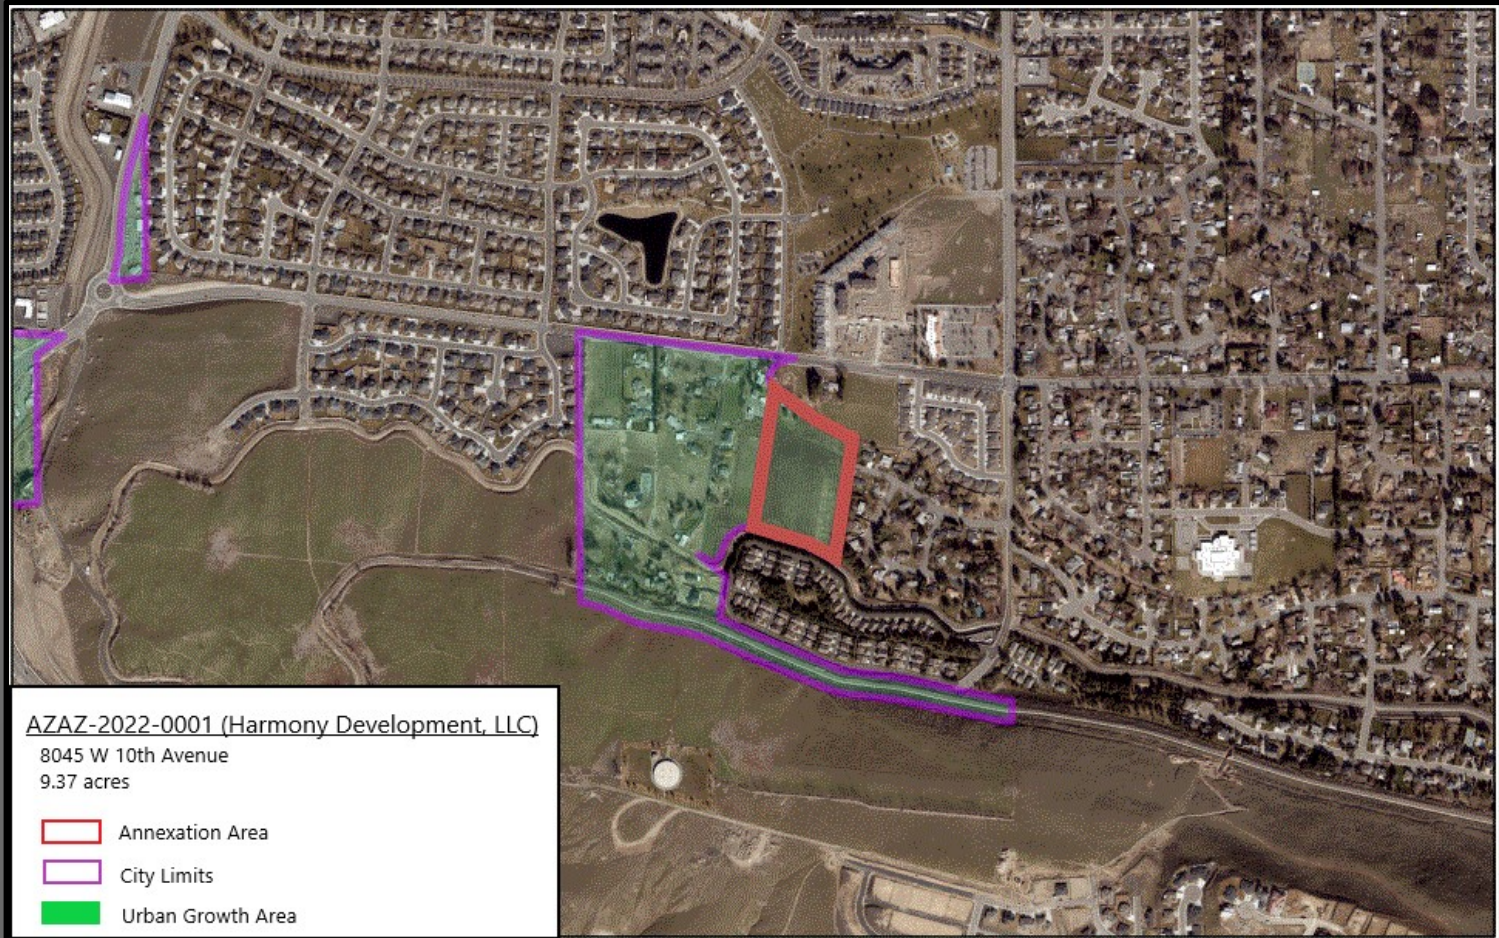 AZAZ-2022-0001 (Harmony Development, LLC)
8045 W 10th Avenue
9.37 acres
Annexation Area
City Limits
Urban Growth Area